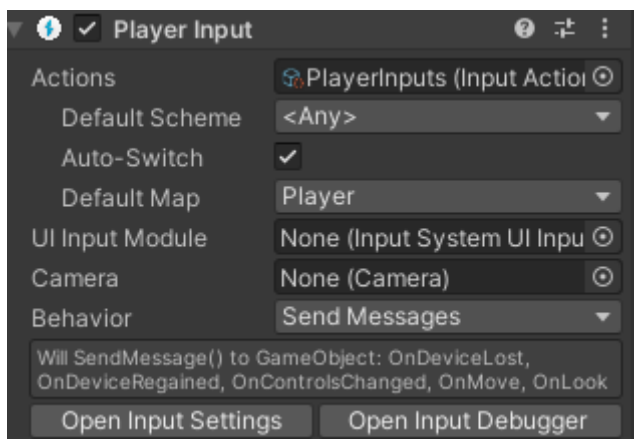 Player Input
Actions PlayerInputs (Input Action
Default Scheme <Any>
Auto-Switch
Default Map Player
UI Input Module None (Input System UI Inpu
Camera None (Camera)
Behavior Send Messages
Will SendMessage() to GameObject: OnDeviceLost,
OnDeviceRegained, OnControlsChanged, OnMove, OnLook
Open Input Settings Open Input Debugger